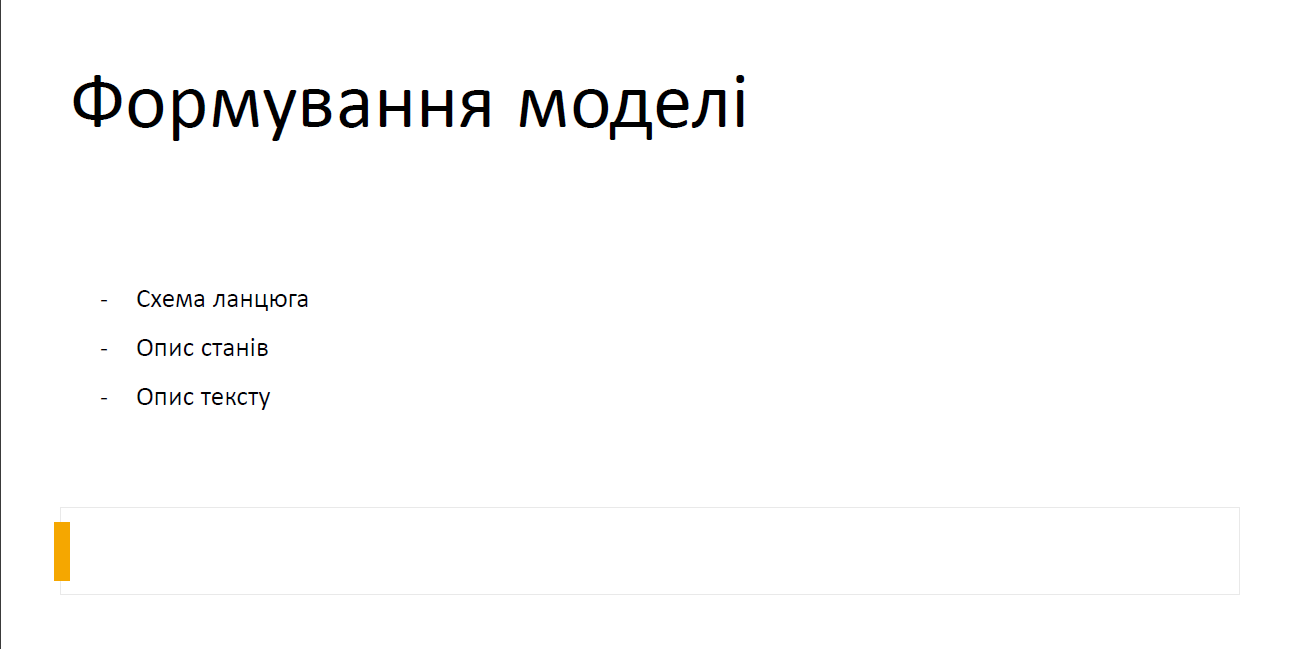 Формування моделі
- Схема ланцюга
- Опис станів
- Опис тексту